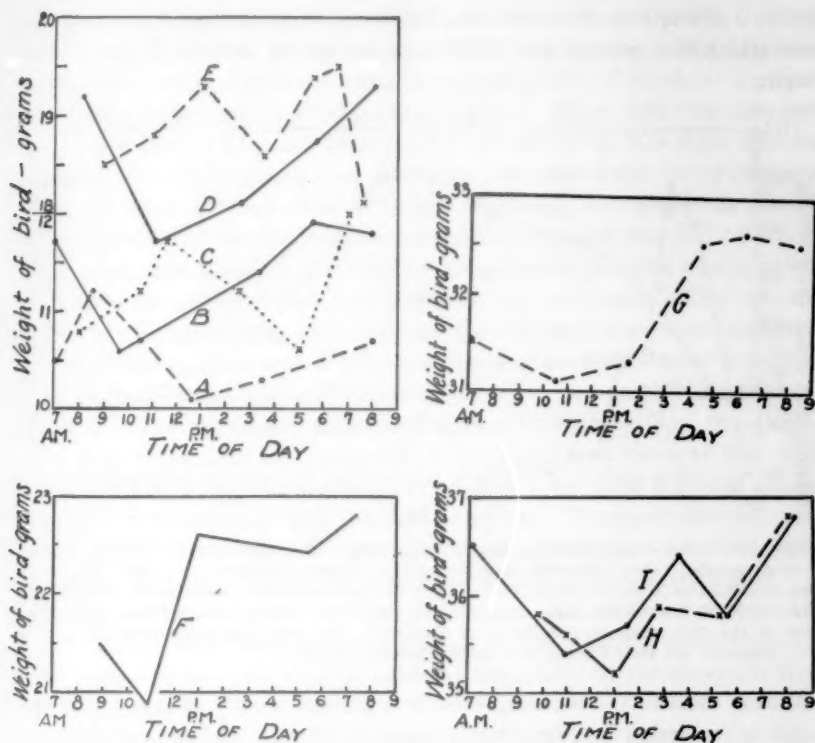 20
19
18
11
10
Weight of bird - grams
E
D
C
B
A
7 8 9 10 11 12 1 2 3 4 5 6 7 8 9
AM. P.M.
TIME OF DAY
33
32
31
Weight of bird-grams
G
7 8 9 10 11 12 1 2 3 4 5 6 7 8 9
A.M. P.M.
TIME OF DAY
23
22
21
Weight of bird-grams
F
7 8 9 10 12 1 2 3 4 5 6 7 8 9
AM. P.M.
TIME OF DAY
37
35
Weight of bird-grams
I
H
7 8 9 10 11 12 1 2 3 4 5 6 7 8 9
A.M. P.M.
TIME OF DAY